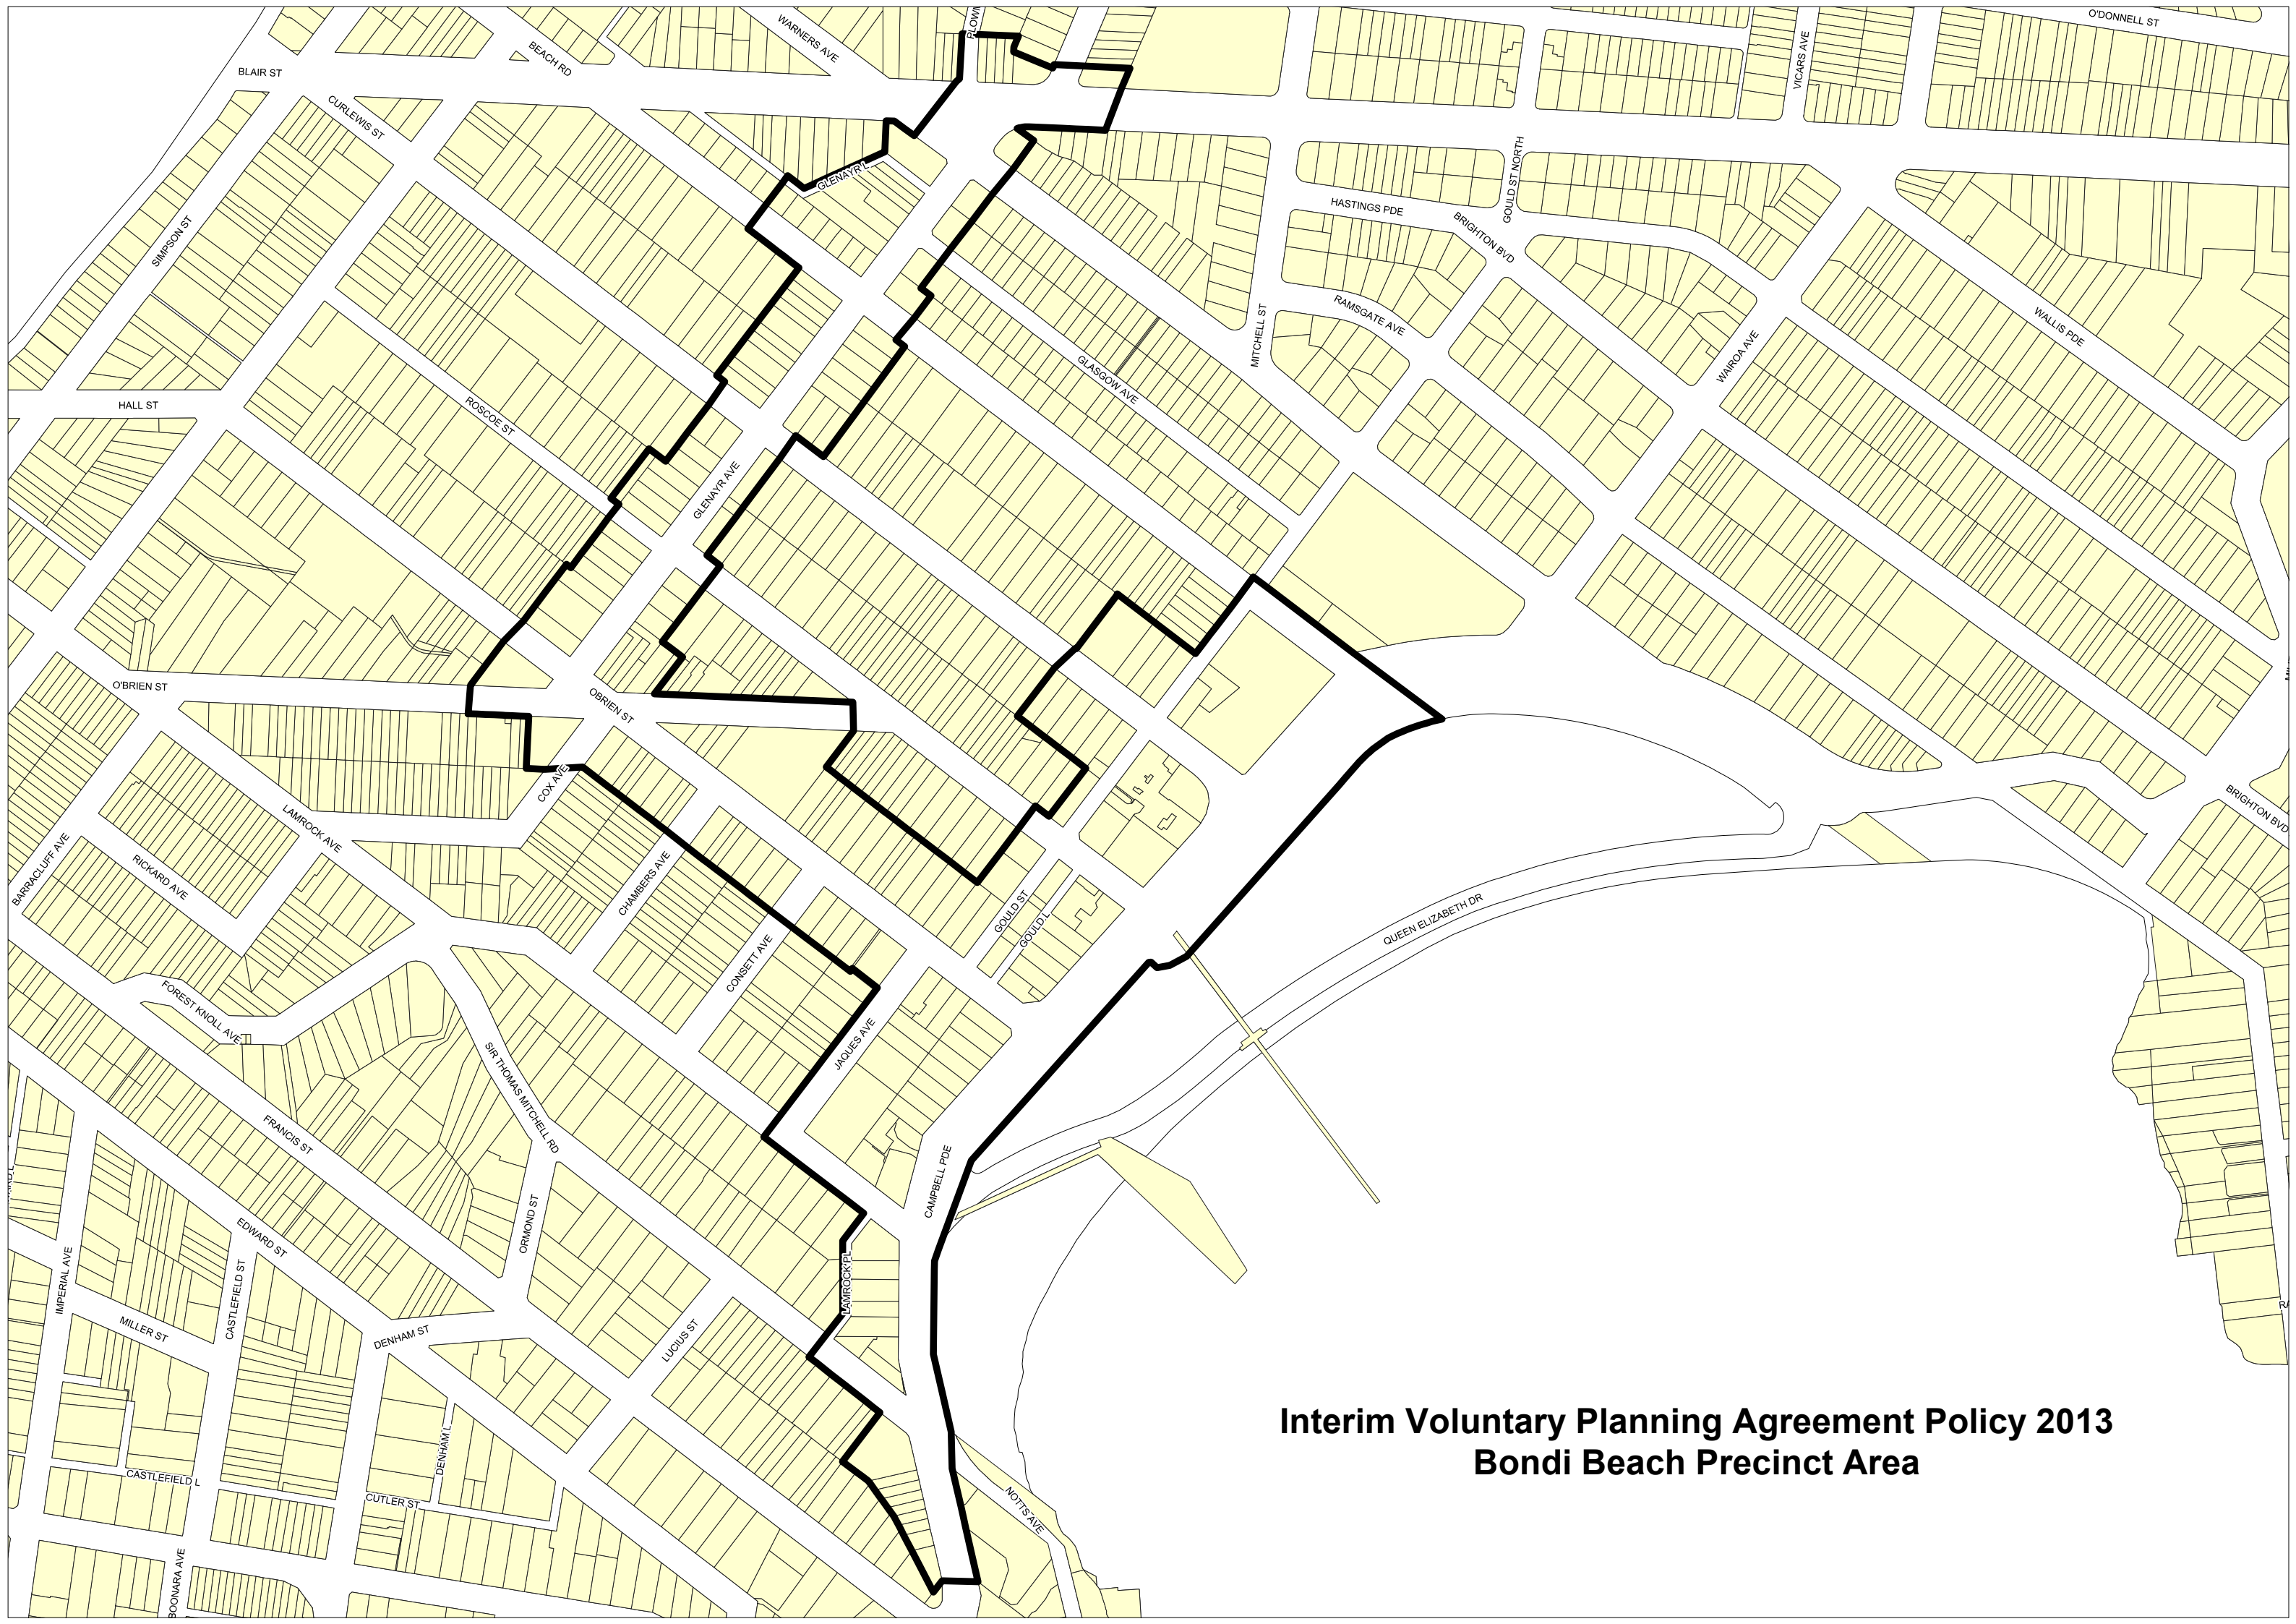 O'DONNELL ST
PLOWM
WARNERS AVE
BEACH RD
VICARS AVE
BLAIR ST
CURLEWIS ST
GLENAYR L
GOULD ST NORTH
HASTINGS PDE
BRIGHTON BVD
SIMPSON ST
RAMSGATE AVE
MITCHELL ST
WALLIS PDE
WAIROA AVE
GLASGOW AVE
HALL ST
ROSCOE ST
GLENAYR AVE
O'BRIEN ST
OBRIEN ST
COX AVE
BRIGHTON BVD
LAMROCK AVE
BARRACLUFF AVE
RICKARD AVE
CHAMBERS AVE
GOULD ST
GOULD L
QUEEN ELIZABETH DR
CONSETT AVE
FOREST KNOLL AVE
JAQUES AVE
SIR THOMAS MITCHELL RD
FRANCIS ST
CAMPBELL PDE
ORMOND ST
EDWARD ST
IMPERIAL AVE
CASTLEFIELD ST
LAMROCK PL
RA
MILLER ST
DENHAM ST
LUCIUS ST
Interim Voluntary Planning Agreement Policy 2013
Bondi Beach Precinct Area
DENHAM L
CASTLEFIELD L
CUTLER ST
NOTTS AVE
BOONARA AVE